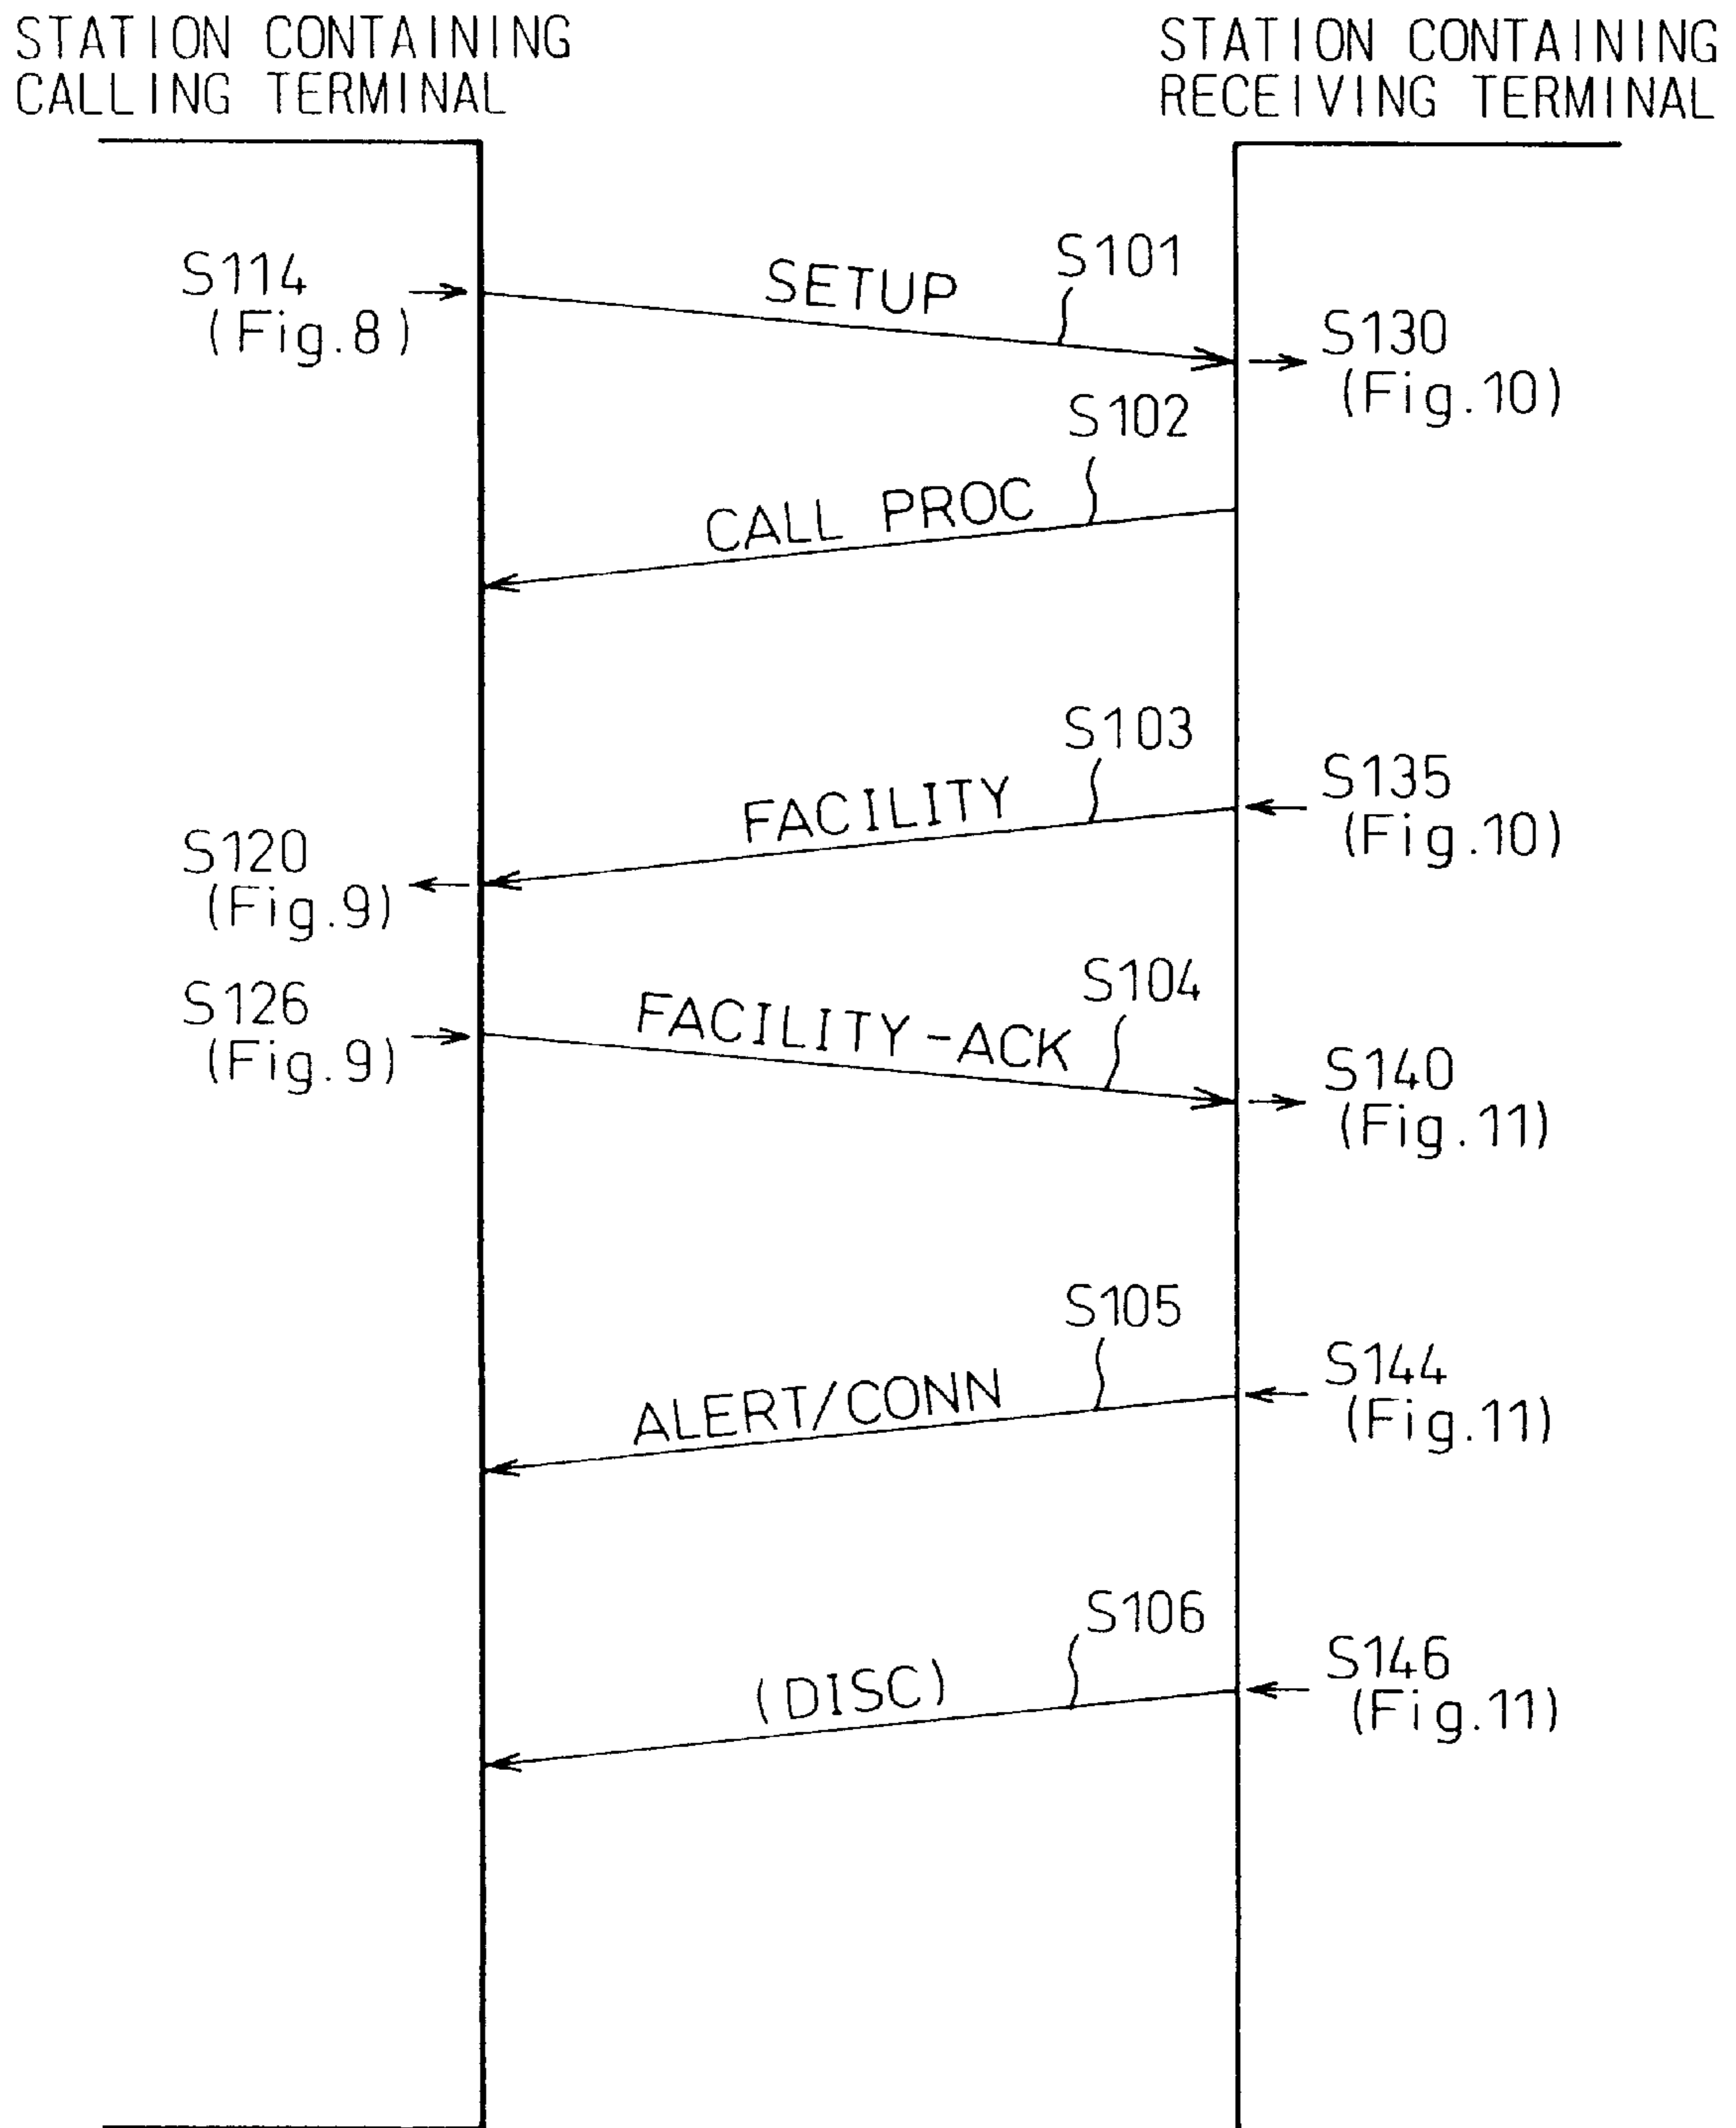 STATION CONTAINING
CALLING TERMINAL
STATION CONTAINING
RECEIVING TERMINAL
S114
(Fig.8)
SETUP
S101
S130
(Fig.10)
S102
CALL PROC
S103
FACILITY
S135
(Fig.10)
S120
(Fig.9)
S126
(Fig.9)
FACILITY-ACK
S104
S140
(Fig.11)
S105
ALERT/CONN
S144
(Fig.11)
S106
(DISC)
S146
(Fig.11)